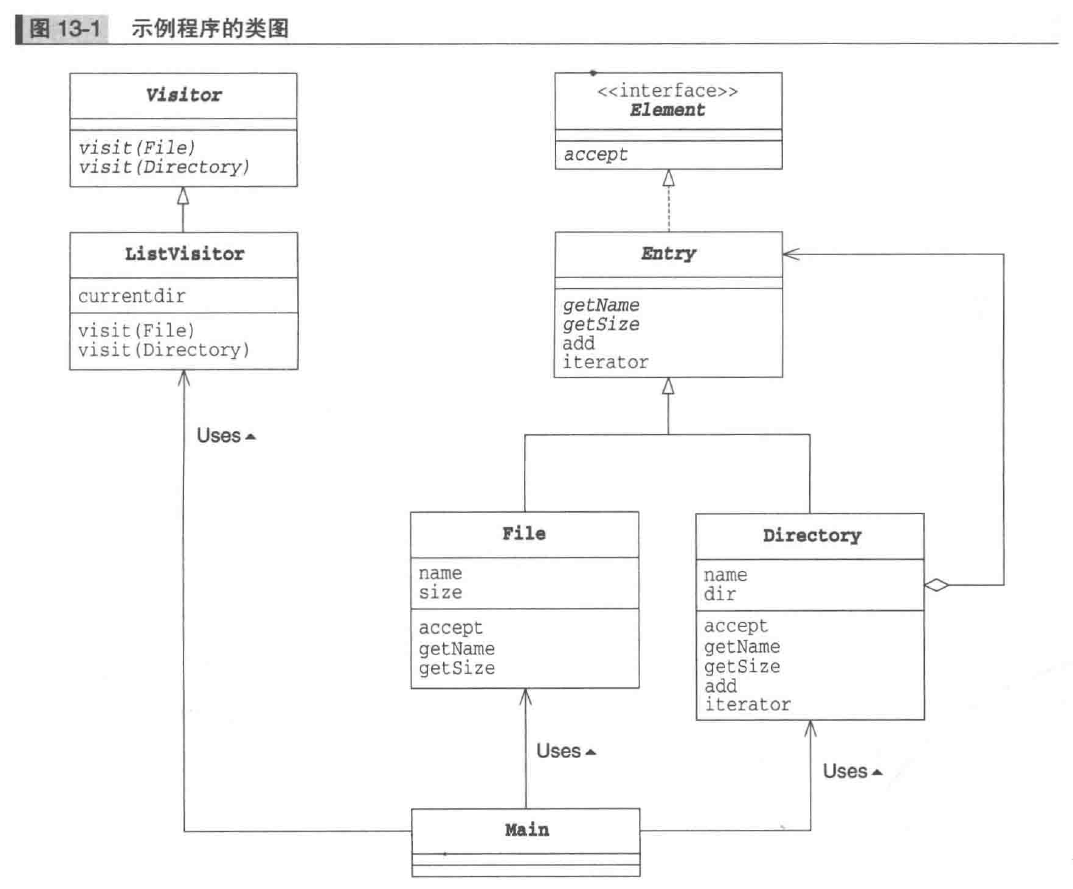 图 13-1 示例程序的类图
Visitor
visit(File)
visit(Directory)
ListVisitor
currentdir
visit(File)
visit(Directory)
Uses
<<interface>>
Element
accept
Entry
getName
getSize
add
iterator
File
name
size
accept
getName
getSize
Uses
Directory
name
dir
accept
getName
getSize
add
iterator
Uses
Main